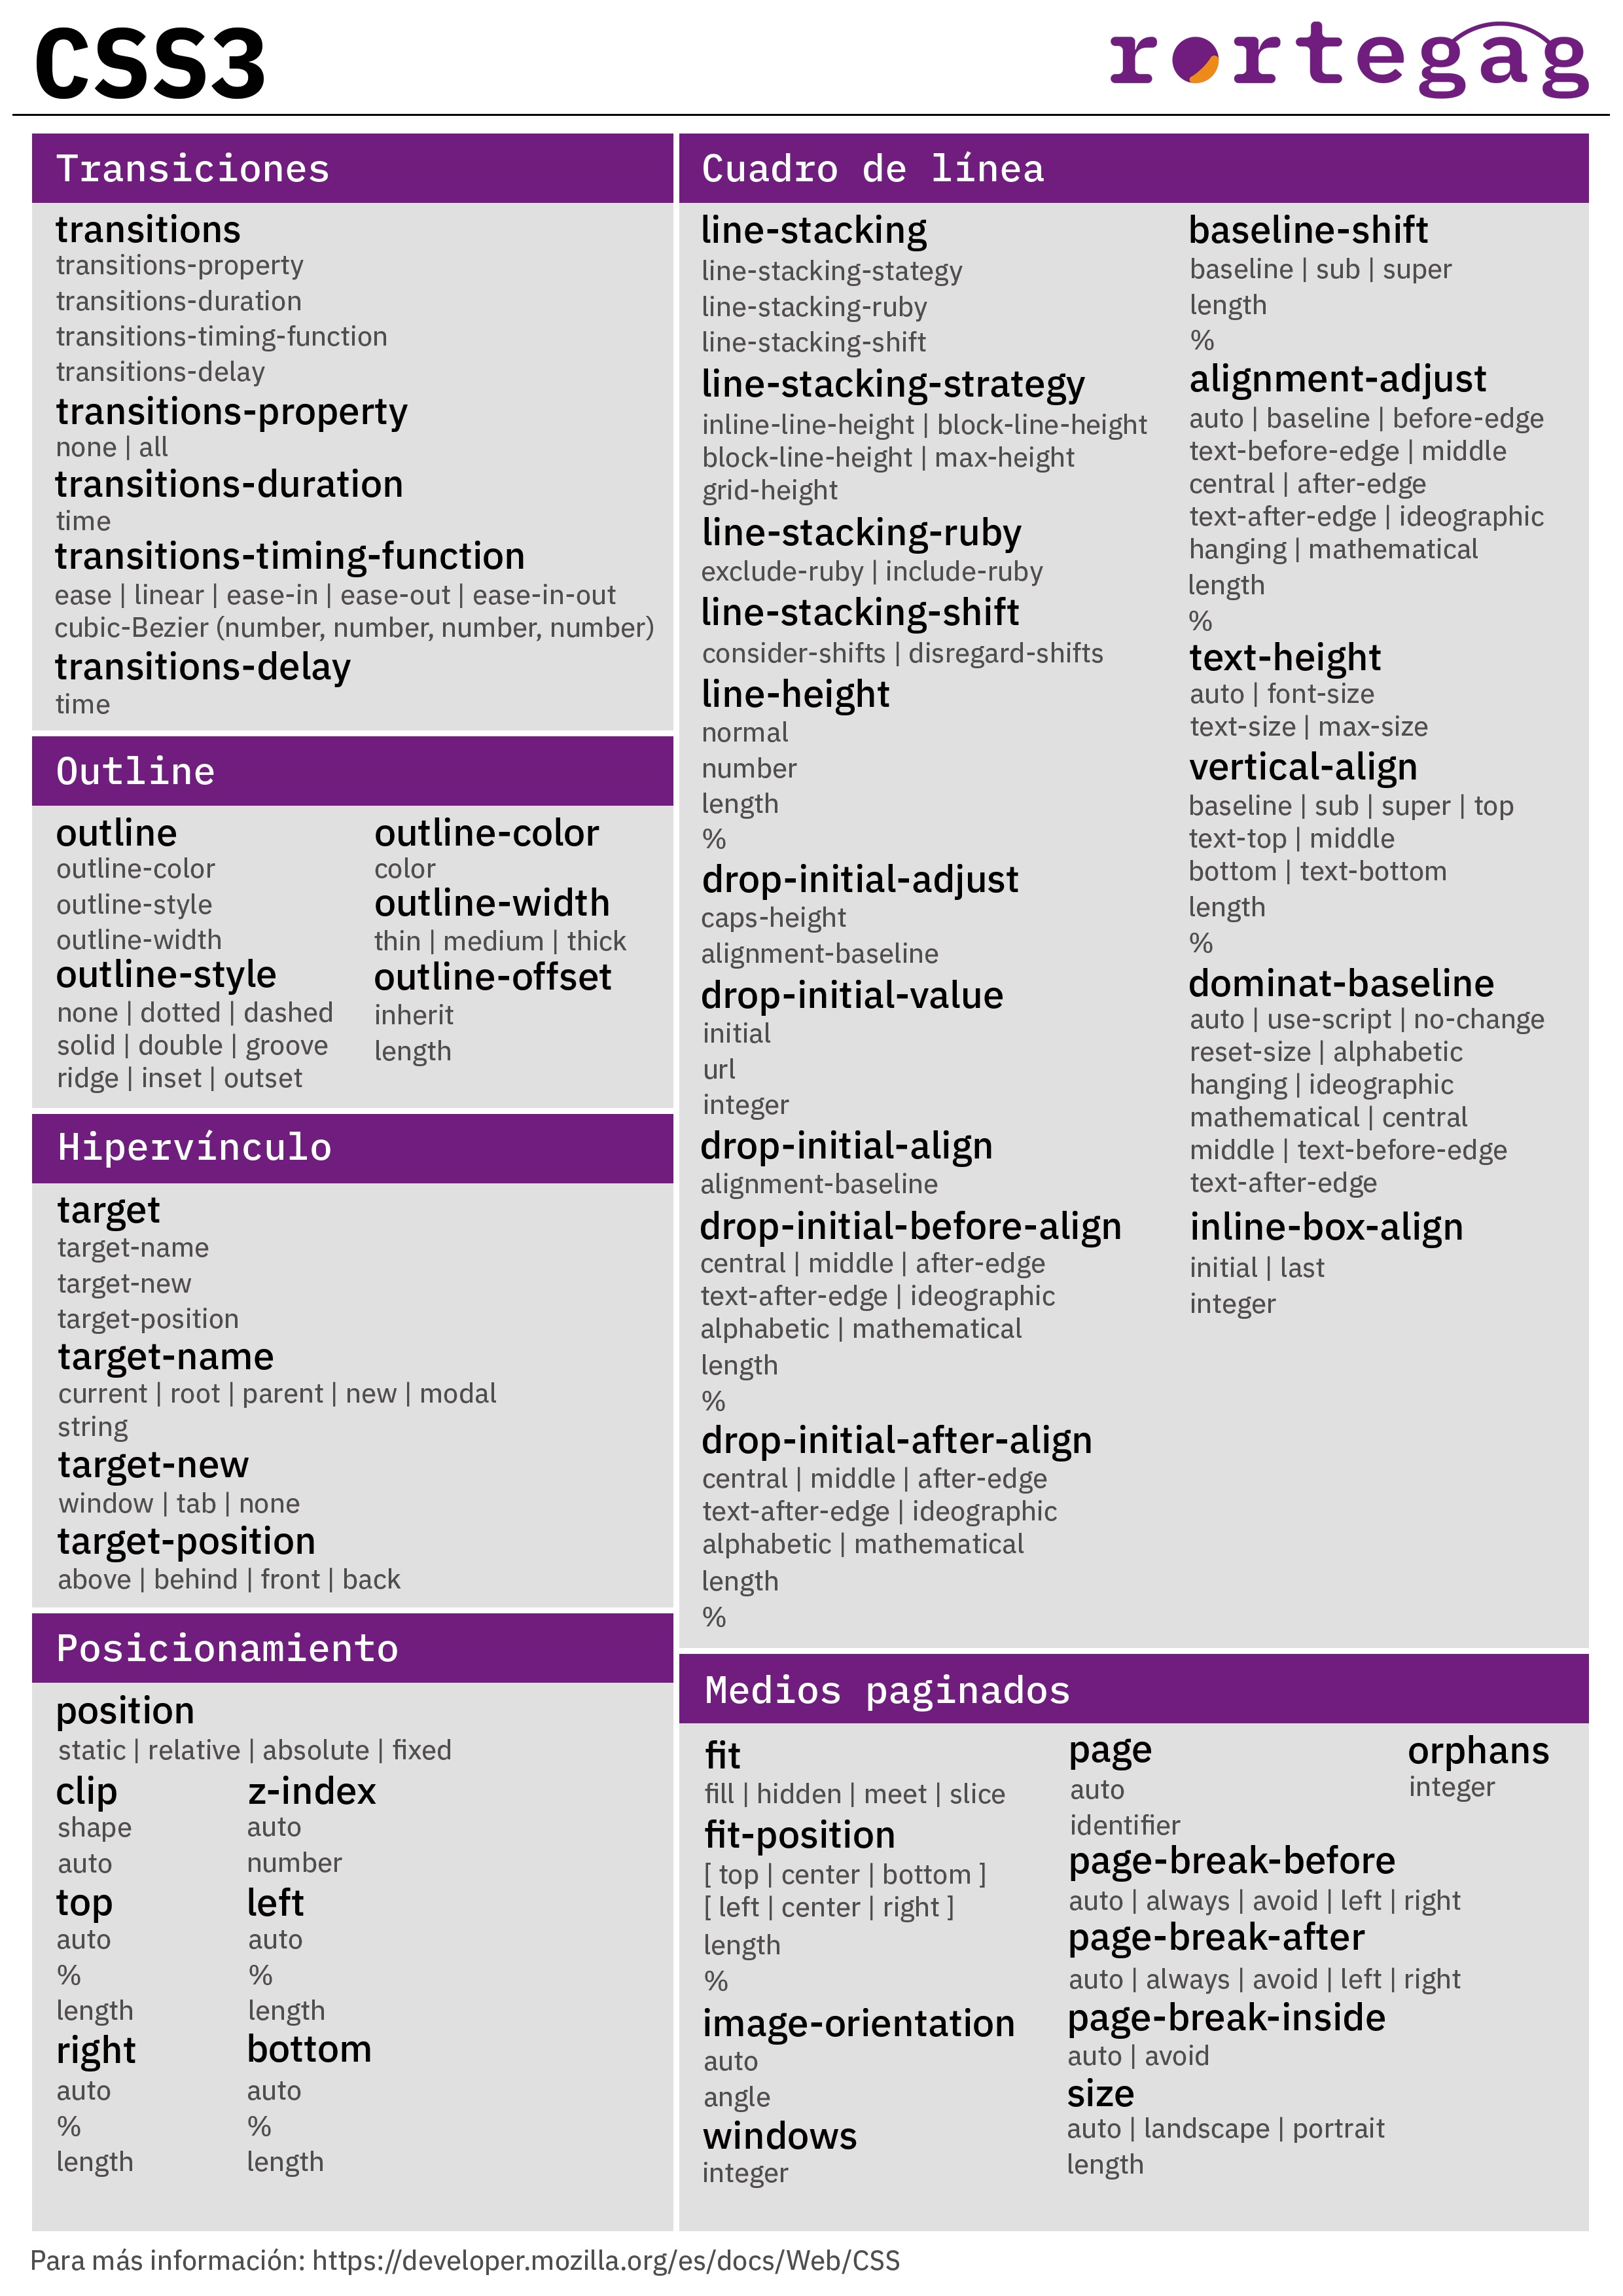 CSS3
rortegag
Transiciones
transitions
transitions-property
transitions-duration
transitions-timing-function
transitions-delay
transitions-property
none | all
transitions-duration
time
transitions-timing-function
ease | linear | ease-in | ease-out | ease-in-out
cubic-Bezier (number, number, number, number)
transitions-delay
time
Outline
outline
outline-color
outline-style
outline-width
outline-style
none | dotted | dashed
solid | double | groove
ridge | inset | outset
outline-color
color
outline-width
thin | medium | thick
outline-offset
inherit
length
Hipervínculo
target
target-name
target-new
target-position
target-name
current | root | parent | new | modal
string
target-new
window | tab | none
target-position
above | behind | front | back
Posicionamiento
position
static | relative | absolute | fixed
clip
shape
auto
top
auto
%
length
right
auto
%
length
z-index
auto
number
left
auto
%
length
bottom
auto
%
length
Cuadro de línea
line-stacking
line-stacking-stategy
line-stacking-ruby
line-stacking-shift
line-stacking-strategy
inline-line-height | block-line-height
block-line-height | max-height
grid-height
line-stacking-ruby
exclude-ruby | include-ruby
line-stacking-shift
consider-shifts | disregard-shifts
line-height
normal
number
length
%
drop-initial-adjust
caps-height
alignment-baseline
drop-initial-value
initial
url
integer
drop-initial-align
alignment-baseline
drop-initial-before-align
central | middle | after-edge
text-after-edge | ideographic
alphabetic | mathematical
length
%
drop-initial-after-align
central | middle | after-edge
text-after-edge | ideographic
alphabetic | mathematical
length
%
baseline-shift
baseline | sub | super
length
%
alignment-adjust
auto | baseline | before-edge
text-before-edge | middle
central | after-edge
text-after-edge | ideographic
hanging | mathematical
length
%
text-height
auto | font-size
text-size | max-size
vertical-align
baseline | sub | super | top
text-top | middle
bottom | text-bottom
length
%
dominat-baseline
auto | use-script | no-change
reset-size | alphabetic
hanging | ideographic
mathematical | central
middle | text-before-edge
text-after-edge
inline-box-align
initial | last
integer
Medios paginados
fit
fill | hidden | meet | slice
fit-position
[ top | center | bottom ]
[ left | center | right ]
length
%
image-orientation
auto
angle
windows
integer
page
auto
identifier
page-break-before
auto | always | avoid | left | right
page-break-after
auto | always | avoid | left | right
page-break-inside
auto | avoid
size
auto | landscape | portrait
length
orphans
integer
Para más información: https://developer.mozilla.org/es/docs/Web/CSS